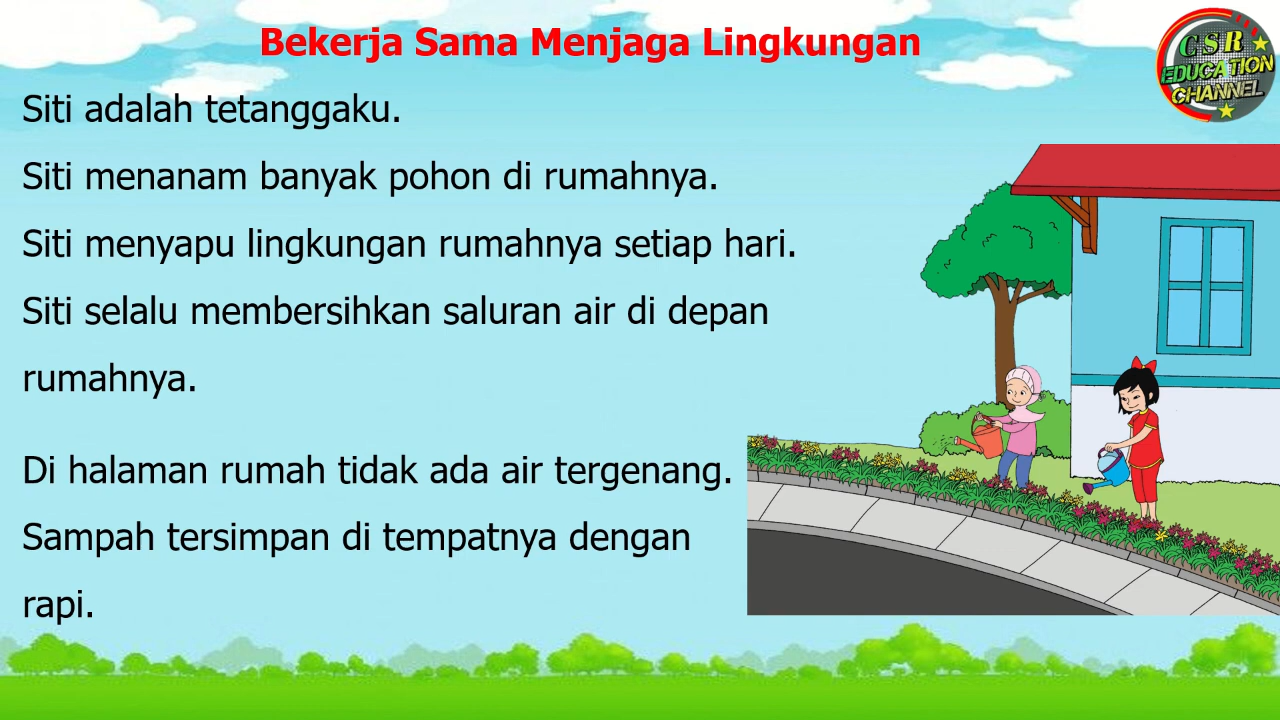 Bekerja Sama Menjaga Lingkungan
CSR
EDUCATION
CHANNEL
Siti adalah tetanggaku.
Siti menanam banyak pohon di rumahnya.
Siti menyapu lingkungan rumahnya setiap hari.
Siti selalu membersihkan saluran air di depan
rumahnya.
Di halaman rumah tidak ada air tergenang.
Sampah tersimpan di tempatnya dengan
rapi.